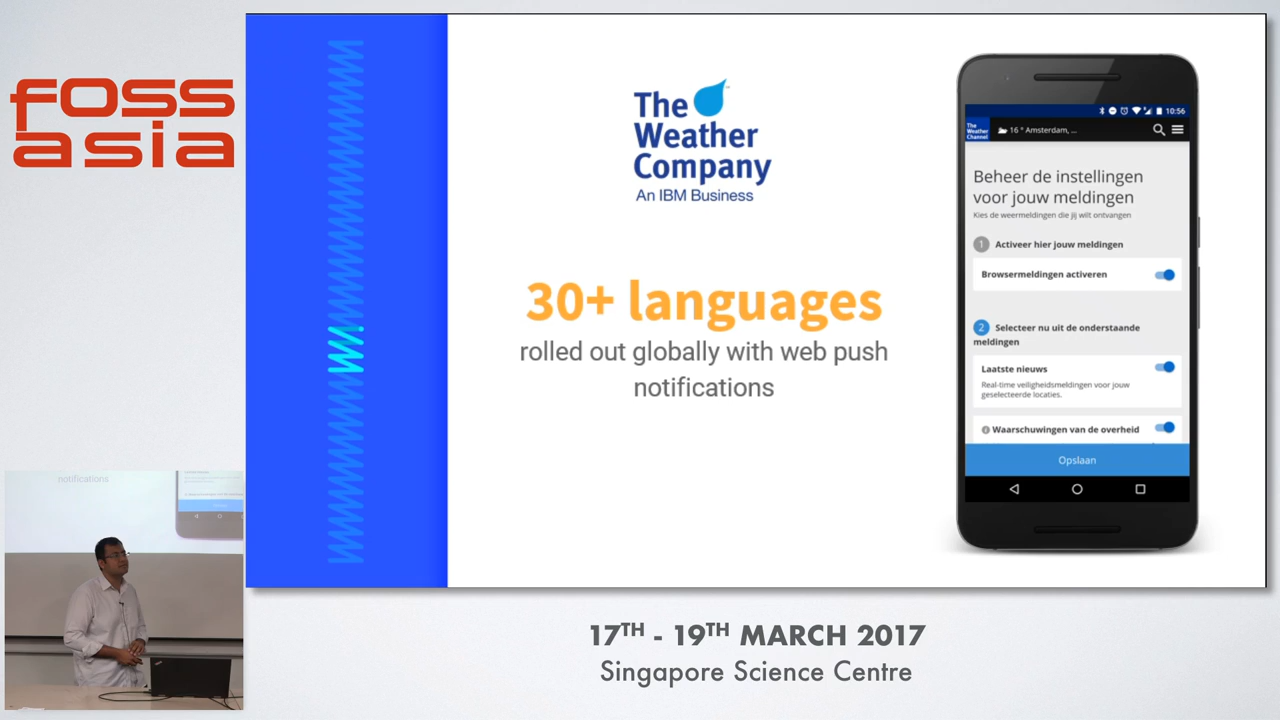 foss
asia
The
Weather
Company
An IBM Business
30+ languages
rolled out globally with web push
notifications
10:56
The
Weather
Channel
16 ° Amsterdam, ...
Beheer de instellingen
voor jouw meldingen
Kies de weermeldingen die jij wilt ontvangen
1 Activeer hier jouw meldingen
Browsermeldingen activeren
2 Selecteer nu uit de onderstaande
meldingen
Laatste nieuws
Real-time veiligheidsmeldingen voor jouw
geselecteerde locaties.
Waarschuwingen van de overheid
Opslaan
notifications
17TH - 19TH MARCH 2017
Singapore Science Centre